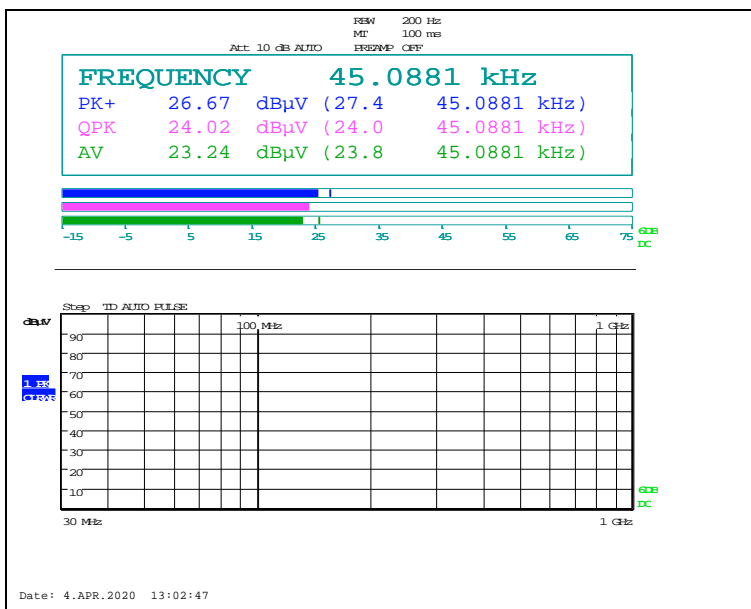 RBW 200 Hz
MT 100 ms
Att 10 dB AUTO PREAMP OFF
FREQUENCY 45.0881 kHz
PK+ 26.67 dBµV (27.4 45.0881 kHz)
QPK 24.02 dBµV (24.0 45.0881 kHz)
AV 23.24 dBµV (23.8 45.0881 kHz)
-15 -5 5 15 25 35 45 55 65 75
6DB
DC
Step TD AUTO PULSE
dBµV
100 MHz 1 GHz
90
80
70
1 PK
CLRWR
60
50
40
30
20
10
6DB
DC
30 MHz 1 GHz
Date: 4.APR.2020 13:02:47